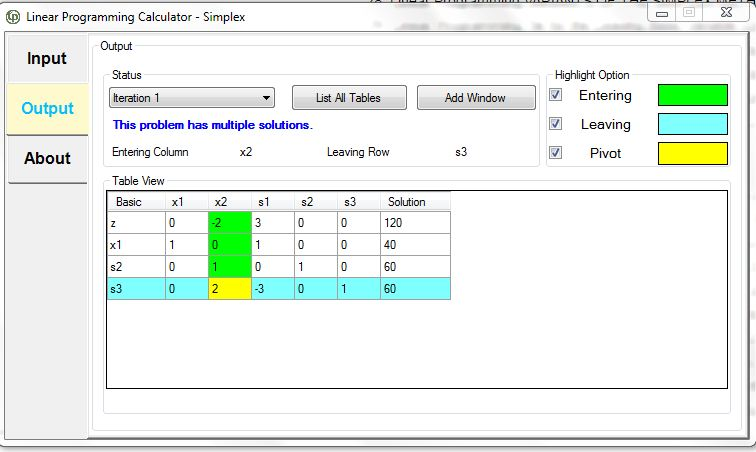 Linear Programming Calculator - Simplex
Input
Output
About
Output
Status
Iteration 1
List All Tables
Add Window
This problem has multiple solutions.
Entering Column x2 Leaving Row s3
Highlight Option
Entering
Leaving
Pivot
Table View
Basic x1 x2 s1 s2 s3 Solution
z 0 -2 3 0 0 120
x1 1 0 1 0 0 40
s2 0 1 0 1 0 60
s3 0 2 -3 0 1 60